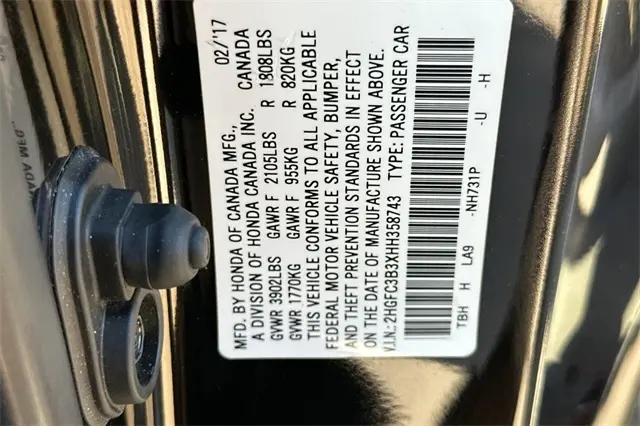 MFD. BY HONDA OF CANADA MFG., 02/'17
A DIVISION OF HONDA CANADA INC. CANADA
GVWR 3902LBS GAWR F 2105LBS R 1808LBS
GVWR 1770KG GAWR F 955KG R 820KG
THIS VEHICLE CONFORMS TO ALL APPLICABLE
FEDERAL MOTOR VEHICLE SAFETY, BUMPER,
AND THEFT PREVENTION STANDARDS IN EFFECT
ON THE DATE OF MANUFACTURE SHOWN ABOVE.
V.I.N.:2HGFC3B3XHH358743 TYPE: PASSENGER CAR
TBH H LA9 -NH731P -U -H